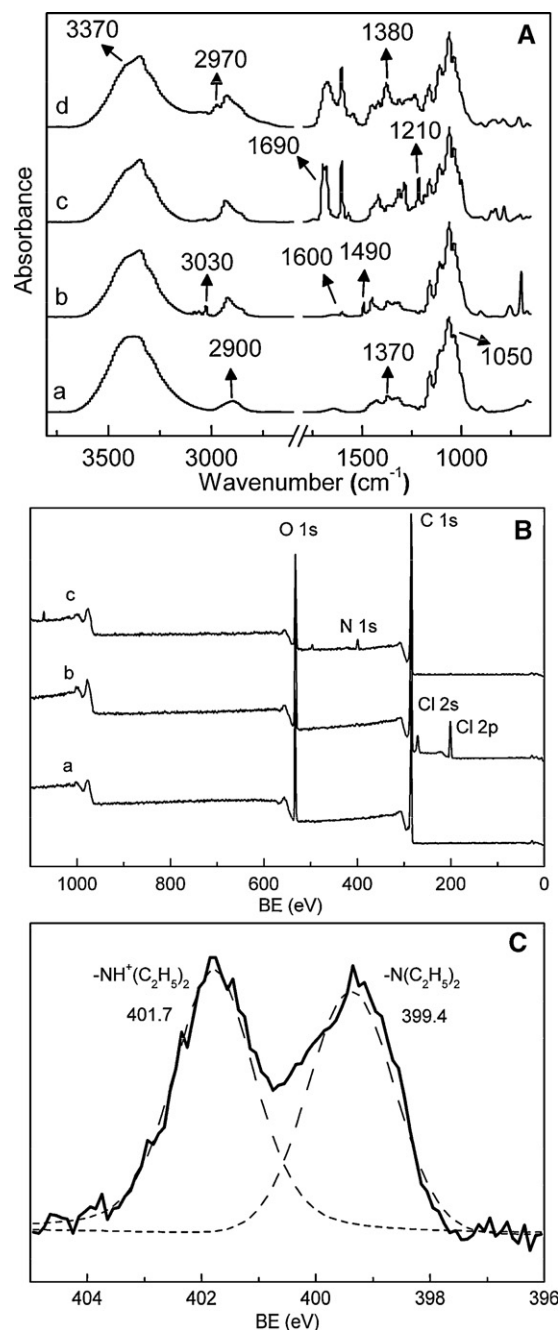 A
3370
2970
1380
d
1690
1210
c
3030
1600
1490
b
2900
1370
1050
a
Absorbance
3500
3000
1500
1000
Wavenumber (cm⁻¹)
B
C 1s
O 1s
c
N 1s
b
Cl 2s
Cl 2p
a
1000
800
600
400
200
0
BE (eV)
C
-NH⁺(C₂H₅)₂
401.7
-N(C₂H₅)₂
399.4
404
402
400
398
396
BE (eV)